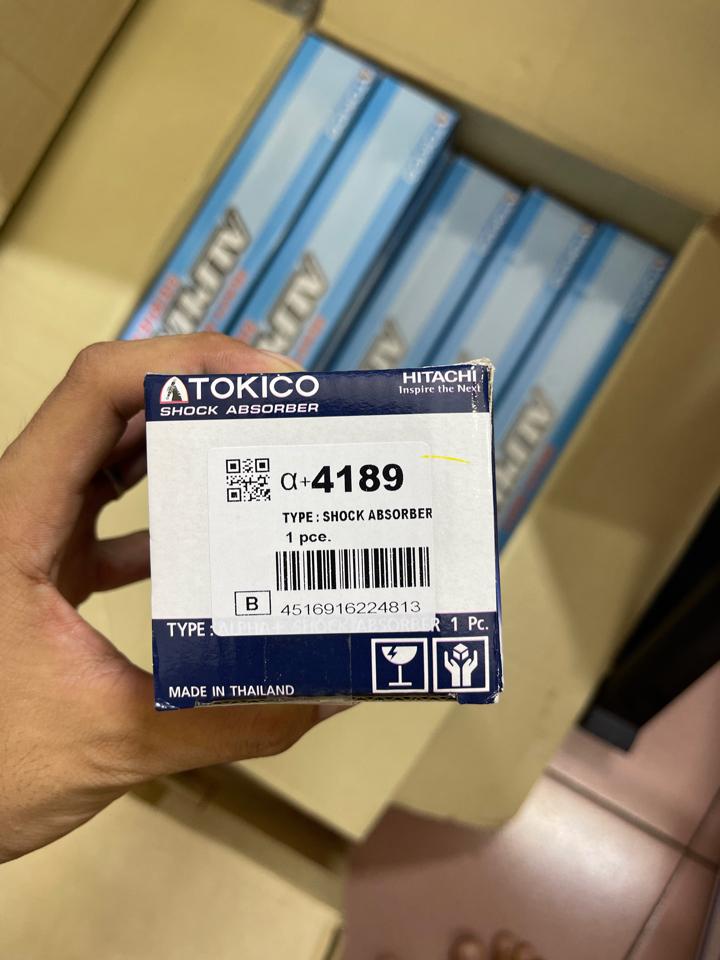 TOKICO
SHOCK ABSORBER
HITACHI
Inspire the Next
α+4189
TYPE : SHOCK ABSORBER
1 pce.
B
4516916224813
TYPE : ALPHA+ SHOCK ABSORBER 1 Pc.
MADE IN THAILAND